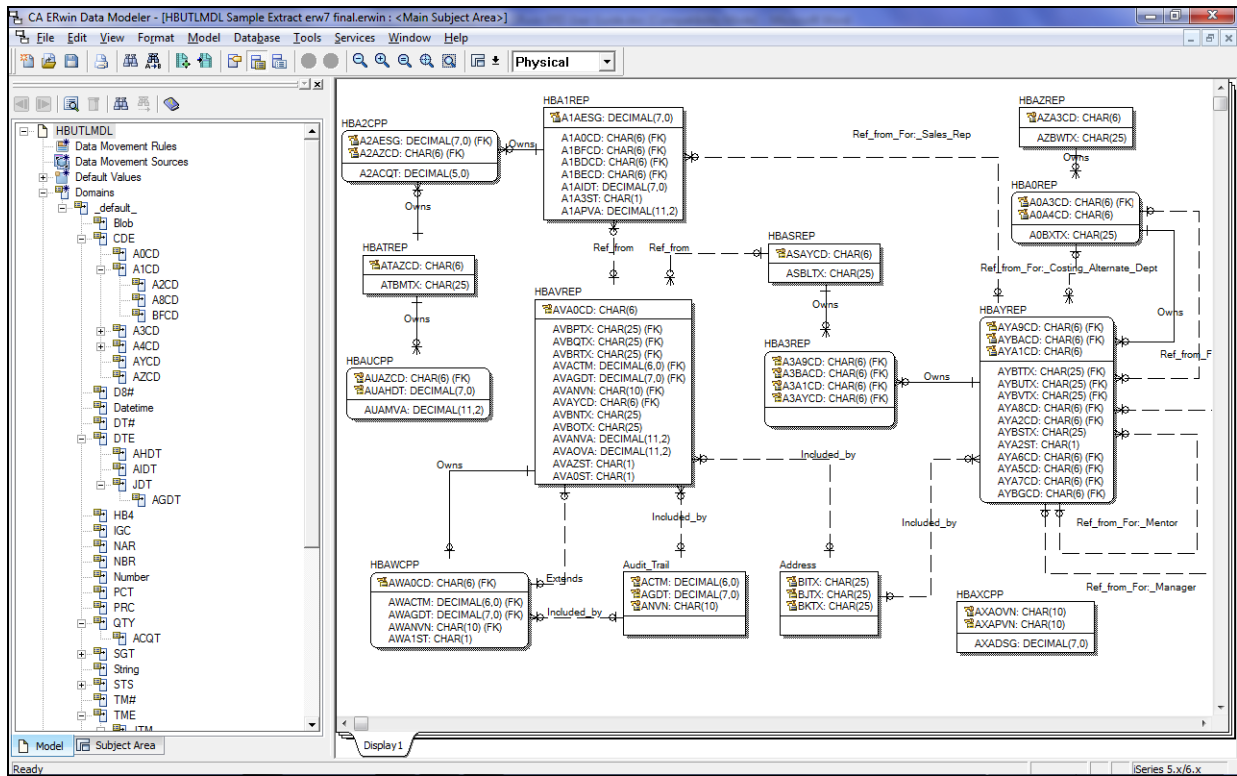 CA ERwin Data Modeler - [HBUTLMDL Sample Extract erw7 final.erwin : <Main Subject Area>]
File Edit View Format Model Database Tools Services Window Help
Physical
HBUTLMDL
Data Movement Rules
Data Movement Sources
Default Values
Domains
_default_
Blob
CDE
A0CD
A1CD
A2CD
A8CD
BFCD
A3CD
A4CD
AYCD
AZCD
D8#
Datetime
DT#
DTE
AHDT
AIDT
JDT
AGDT
HB4
IGC
NAR
NBR
Number
PCT
PRC
QTY
ACQT
SGT
String
STS
TM#
TME
JTM
Model
Subject Area
HBA2CPP
A2AESG: DECIMAL(7,0) (FK)
A2AZCD: CHAR(6) (FK)
A2ACQT: DECIMAL(5,0)
Owns
HBA1REP
A1AESG: DECIMAL(7,0)
A1A0CD: CHAR(6) (FK)
A1BFCD: CHAR(6) (FK)
A1BDCD: CHAR(6) (FK)
A1BECD: CHAR(6) (FK)
A1AIDT: DECIMAL(7,0)
A1A3ST: CHAR(1)
A1APVA: DECIMAL(11,2)
Ref_from_For:_Sales_Rep
HBAZREP
AZA3CD: CHAR(6)
AZBWTX: CHAR(25)
Owns
HBA0REP
A0A3CD: CHAR(6) (FK)
A0A4CD: CHAR(6)
A0BXTX: CHAR(25)
Owns
HBATREP
ATAZCD: CHAR(6)
ATBMTX: CHAR(25)
Owns
Ref_from
Ref_from
HBASREP
ASAYCD: CHAR(6)
ASBLTX: CHAR(25)
Owns
Ref_from_For:_Costing_Alternate_Dept
Owns
Ref_from_F
HBAVREP
AVA0CD: CHAR(6)
AVBPTX: CHAR(25) (FK)
AVBQTX: CHAR(25) (FK)
AVBRTX: CHAR(25) (FK)
AVACTM: DECIMAL(6,0) (FK)
AVAGDT: DECIMAL(7,0) (FK)
AVANVN: CHAR(10) (FK)
AVAYCD: CHAR(6) (FK)
AVBNTX: CHAR(25)
AVBOTX: CHAR(25)
AVANVA: DECIMAL(11,2)
AVAOVA: DECIMAL(11,2)
AVAZST: CHAR(1)
AVA0ST: CHAR(1)
HBAUCPP
AUAZCD: CHAR(6) (FK)
AUAHDT: DECIMAL(7,0)
AUAMVA: DECIMAL(11,2)
HBA3REP
A3A9CD: CHAR(6) (FK)
A3BACD: CHAR(6) (FK)
A3A1CD: CHAR(6) (FK)
A3AYCD: CHAR(6) (FK)
Owns
HBAYREP
AYA9CD: CHAR(6) (FK)
AYBACD: CHAR(6) (FK)
AYA1CD: CHAR(6)
AYBTTX: CHAR(25) (FK)
AYBUTX: CHAR(25) (FK)
AYBVTX: CHAR(25) (FK)
AYA8CD: CHAR(6) (FK)
AYA2CD: CHAR(6) (FK)
AYBSTX: CHAR(25)
AYA2ST: CHAR(1)
AYA6CD: CHAR(6) (FK)
AYA5CD: CHAR(6) (FK)
AYA7CD: CHAR(6) (FK)
AYBGCD: CHAR(6) (FK)
Owns
Included_by
Included_by
Included_by
Ref_from_For:_Mentor
Ref_from_For:_Manager
HBAWCPP
AWA0CD: CHAR(6) (FK)
AWACTM: DECIMAL(6,0) (FK)
AWAGDT: DECIMAL(7,0) (FK)
AWANVN: CHAR(10) (FK)
AWA1ST: CHAR(1)
Extends
Included_by
Audit_Trail
ACTM: DECIMAL(6,0)
AGDT: DECIMAL(7,0)
ANVN: CHAR(10)
Address
BITX: CHAR(25)
BJTX: CHAR(25)
BKTX: CHAR(25)
HBAXCPP
AXAOVN: CHAR(10)
AXAPVN: CHAR(10)
AXADSG: DECIMAL(7,0)
Display1
Ready
iSeries 5.x/6.x